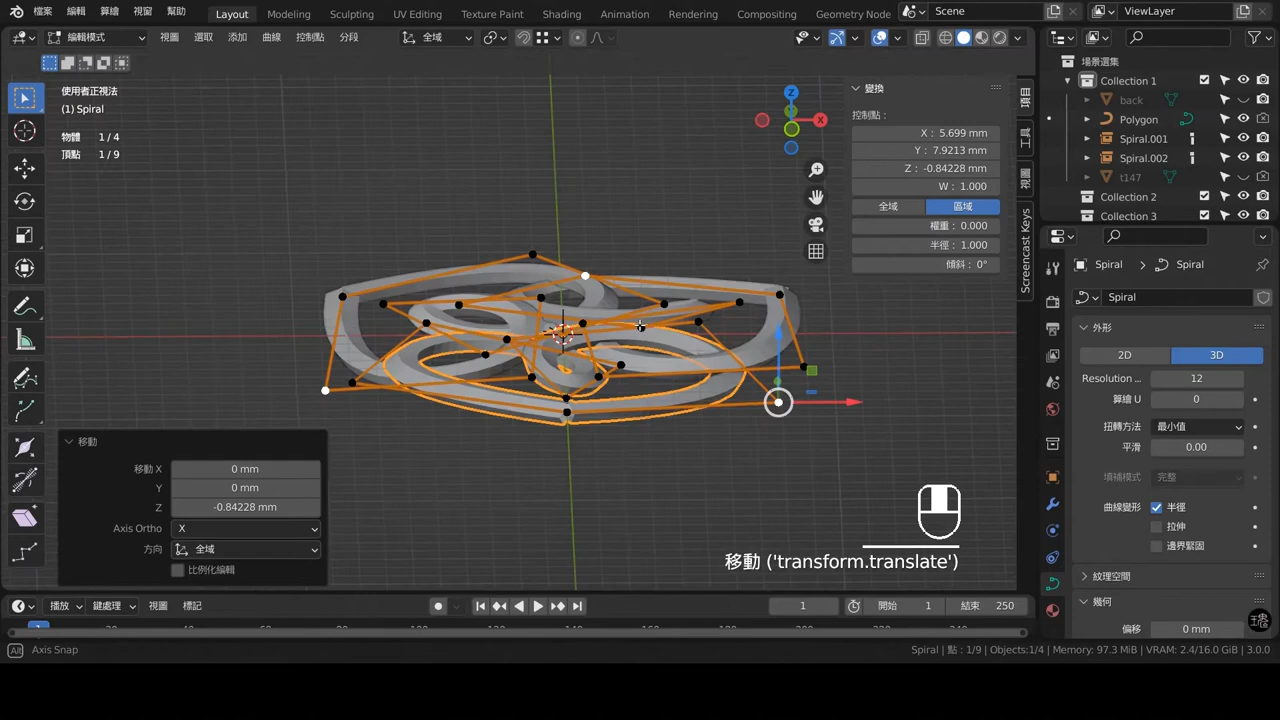 檔案 編輯 算繪 視窗 幫助 Layout Modeling Sculpting UV Editing Texture Paint Shading Animation Rendering Compositing Geometry Node Scene ViewLayer
編輯模式 視圖 選取 添加 曲線 控制點 分段 全域
使用者正視法
(1) Spiral
物體 1 / 4
頂點 1 / 9
Z
X
變換
控制點：
X： 5.699 mm
Y： 7.9213 mm
Z： -0.84228 mm
W： 1.000
全域 區域
權重： 0.000
半徑： 1.000
傾斜： 0°
項目
工具
視圖
Screencast Keys
場景選集
Collection 1
back
Polygon
Spiral.001
Spiral.002
t147
Collection 2
Collection 3
Spiral Spiral
Spiral
外形
2D 3D
Resolution ... 12
算繪 U 0
扭轉方法 最小值
平滑 0.00
填補模式 完整
曲線變形 半徑
拉伸
邊界緊固
紋理空間
幾何
偏移 0 mm
移動
移動 X 0 mm
Y 0 mm
Z -0.84228 mm
Axis Ortho X
方向 全域
比例化編輯
移動 ('transform.translate')
播放 鍵處理 視圖 標記 1 開始 1 結束 250
Alt Axis Snap Spiral | 點：1/9 | Objects:1/4 | Memory: 97.3 MiB | VRAM: 2.4/16.0 GiB | 3.0.0